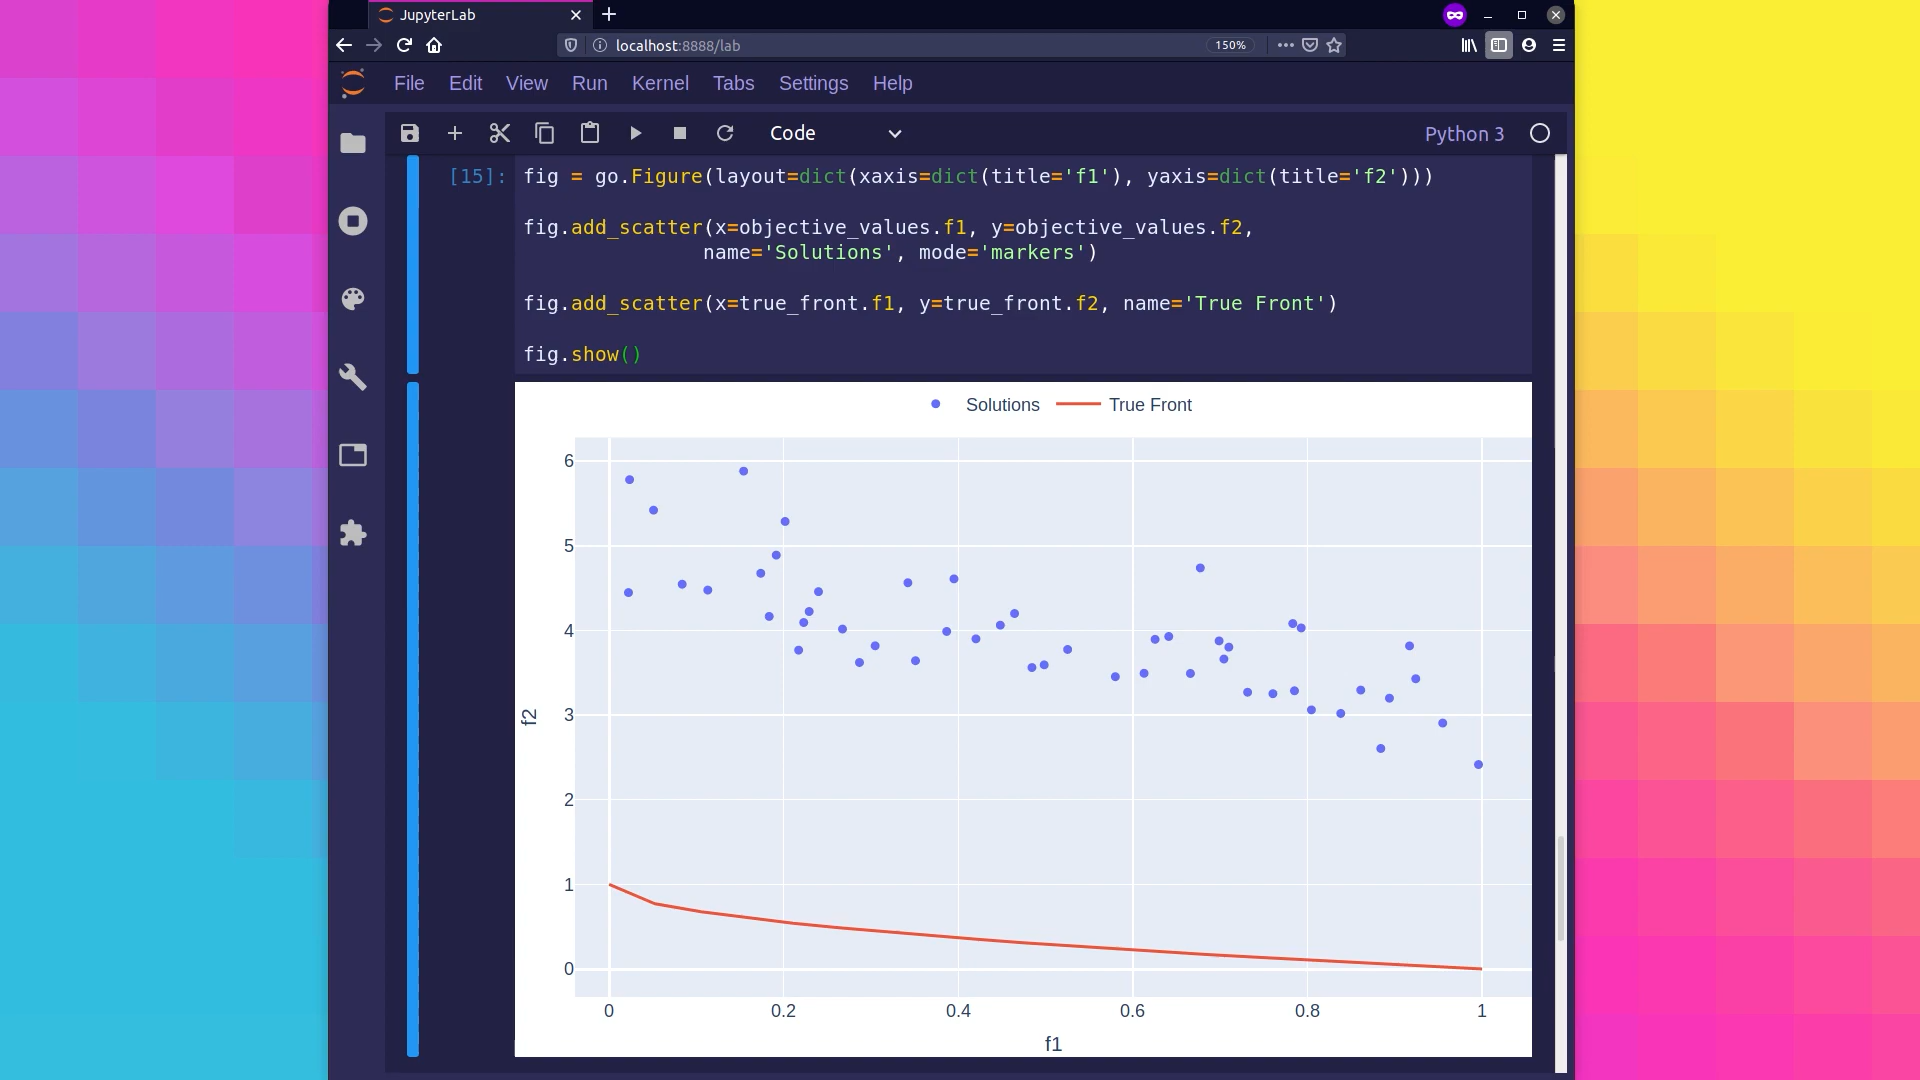 JupyterLab
localhost:8888/lab
150%
File Edit View Run Kernel Tabs Settings Help
Code
Python 3
[15]:
fig = go.Figure(layout=dict(xaxis=dict(title='f1'), yaxis=dict(title='f2')))
fig.add_scatter(x=objective_values.f1, y=objective_values.f2,
name='Solutions', mode='markers')
fig.add_scatter(x=true_front.f1, y=true_front.f2, name='True Front')
fig.show()
Solutions True Front
6
5
4
3
2
1
0
f2
0 0.2 0.4 0.6 0.8 1
f1